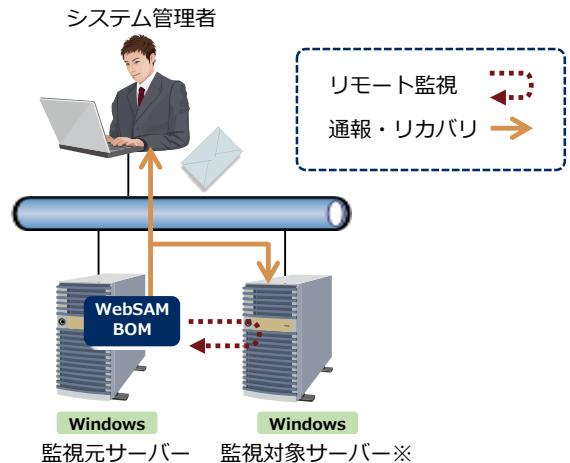 システム管理者
リモート監視
通報・リカバリ
WebSAM
BOM
Windows
Windows
監視元サーバー
監視対象サーバー※